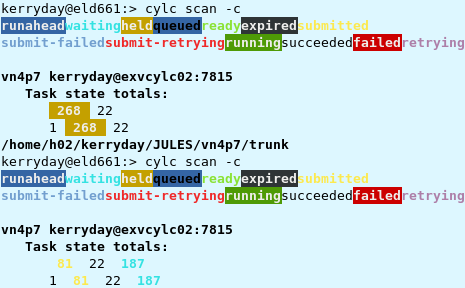 kerryday@eld661:> cylc scan -c
runaheadwaitingheldqueuedreadyexpiredsubmitted
submit-failedsubmit-retryingrunningsucceededfailedretrying
vn4p7 kerryday@exvcylc02:7815
Task state totals:
268 22
1 268 22
/home/h02/kerryday/JULES/vn4p7/trunk
kerryday@eld661:> cylc scan -c
runaheadwaitingheldqueuedreadyexpiredsubmitted
submit-failedsubmit-retryingrunningsucceededfailedretrying
vn4p7 kerryday@exvcylc02:7815
Task state totals:
81 22 187
1 81 22 187